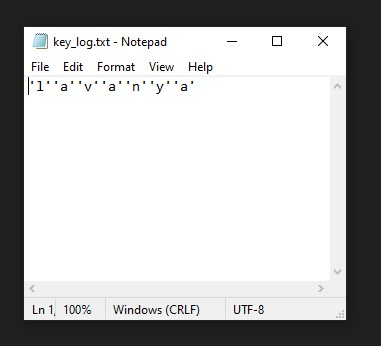 key_log.txt - Notepad
File Edit Format View Help
'l''a''v''a''n''y''a'
Ln 1, 100% Windows (CRLF) UTF-8